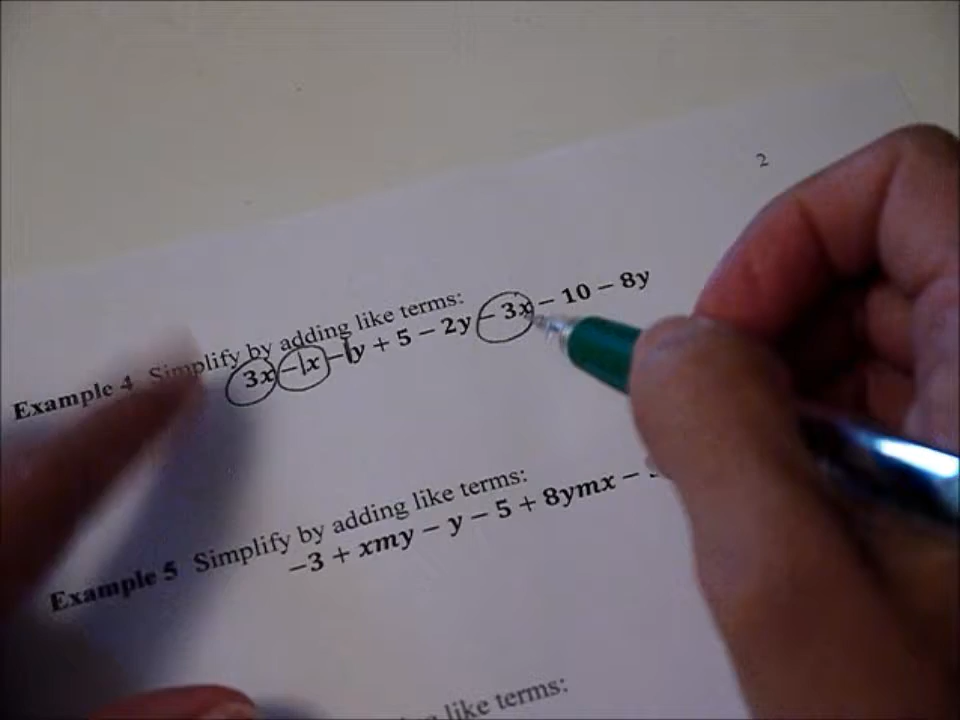 2
Example 4 Simplify by adding like terms:
3x - 1x - 1y + 5 - 2y - 3x - 10 - 8y
Example 5 Simplify by adding like terms:
-3 + xmy - y - 5 + 8ymx -
like terms: